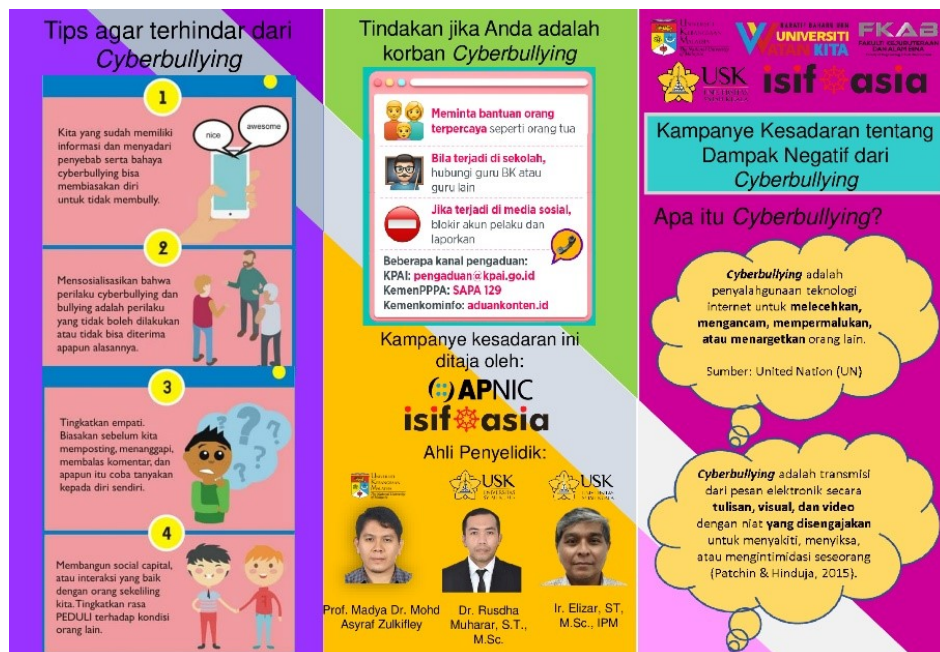 Tips agar terhindar dari
Cyberbullying
1
Kita yang sudah memiliki
informasi dan menyadari
penyebab serta bahaya
cyberbullying bisa
membiasakan diri
untuk tidak membully.
nice
awesome
2
Mensosialisasikan bahwa
perilaku cyberbullying dan
bullying adalah perilaku
yang tidak boleh dilakukan
atau tidak bisa diterima
apapun alasannya.
3
Tingkatkan empati.
Biasakan sebelum kita
memposting, menanggapi,
membalas komentar, dan
apapun itu coba tanyakan
kepada diri sendiri.
4
Membangun social capital,
atau interaksi yang baik
dengan orang sekeliling
kita. Tingkatkan rasa
PEDULI terhadap kondisi
orang lain.
Tindakan jika Anda adalah
korban Cyberbullying
Meminta bantuan orang
terpercaya seperti orang tua
Bila terjadi di sekolah,
hubungi guru BK atau
guru lain
Jika terjadi di media sosial,
blokir akun pelaku dan
laporkan
Beberapa kanal pengaduan:
KPAI: pengaduan@kpai.go.id
KemenPPPA: SAPA 129
Kemenkominfo: aduankonten.id
Kampanye kesadaran ini
ditaja oleh:
APNIC
isif asia
Ahli Penyelidik:
USK
USK
Prof. Madya Dr. Mohd
Asyraf Zulkifley
Dr. Rusdha
Muharar, S.T.,
M.Sc.
Ir. Elizar, ST,
M.Sc., IPM
UNIVERSITI
WATAN KITA
FKAB
USK
isif asia
Kampanye Kesadaran tentang
Dampak Negatif dari
Cyberbullying
Apa itu Cyberbullying?
Cyberbullying adalah
penyalahgunaan teknologi
internet untuk melecehkan,
mengancam, mempermalukan,
atau menargetkan orang lain.
Sumber: United Nation (UN)
Cyberbullying adalah transmisi
dari pesan elektronik secara
tulisan, visual, dan video
dengan niat yang disengajakan
untuk menyakiti, menyiksa,
atau mengintimidasi seseorang
(Patchin & Hinduja, 2015).